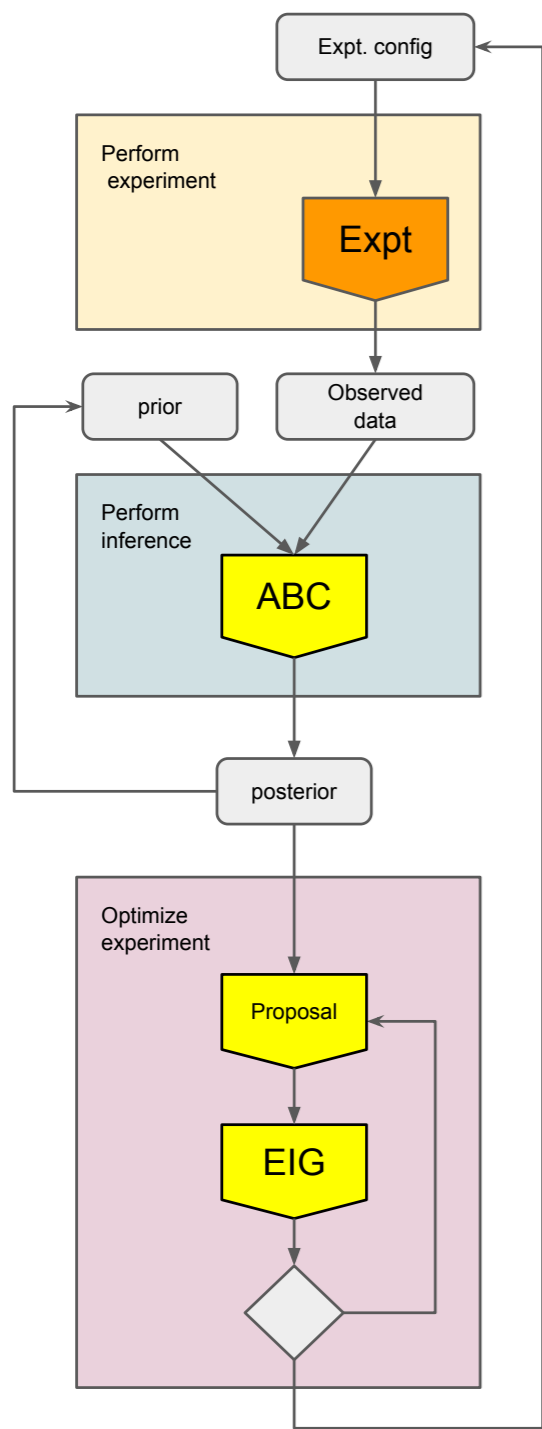 Expt. config
Perform
experiment
Expt
prior
Observed
data
Perform
inference
ABC
posterior
Optimize
experiment
Proposal
EIG